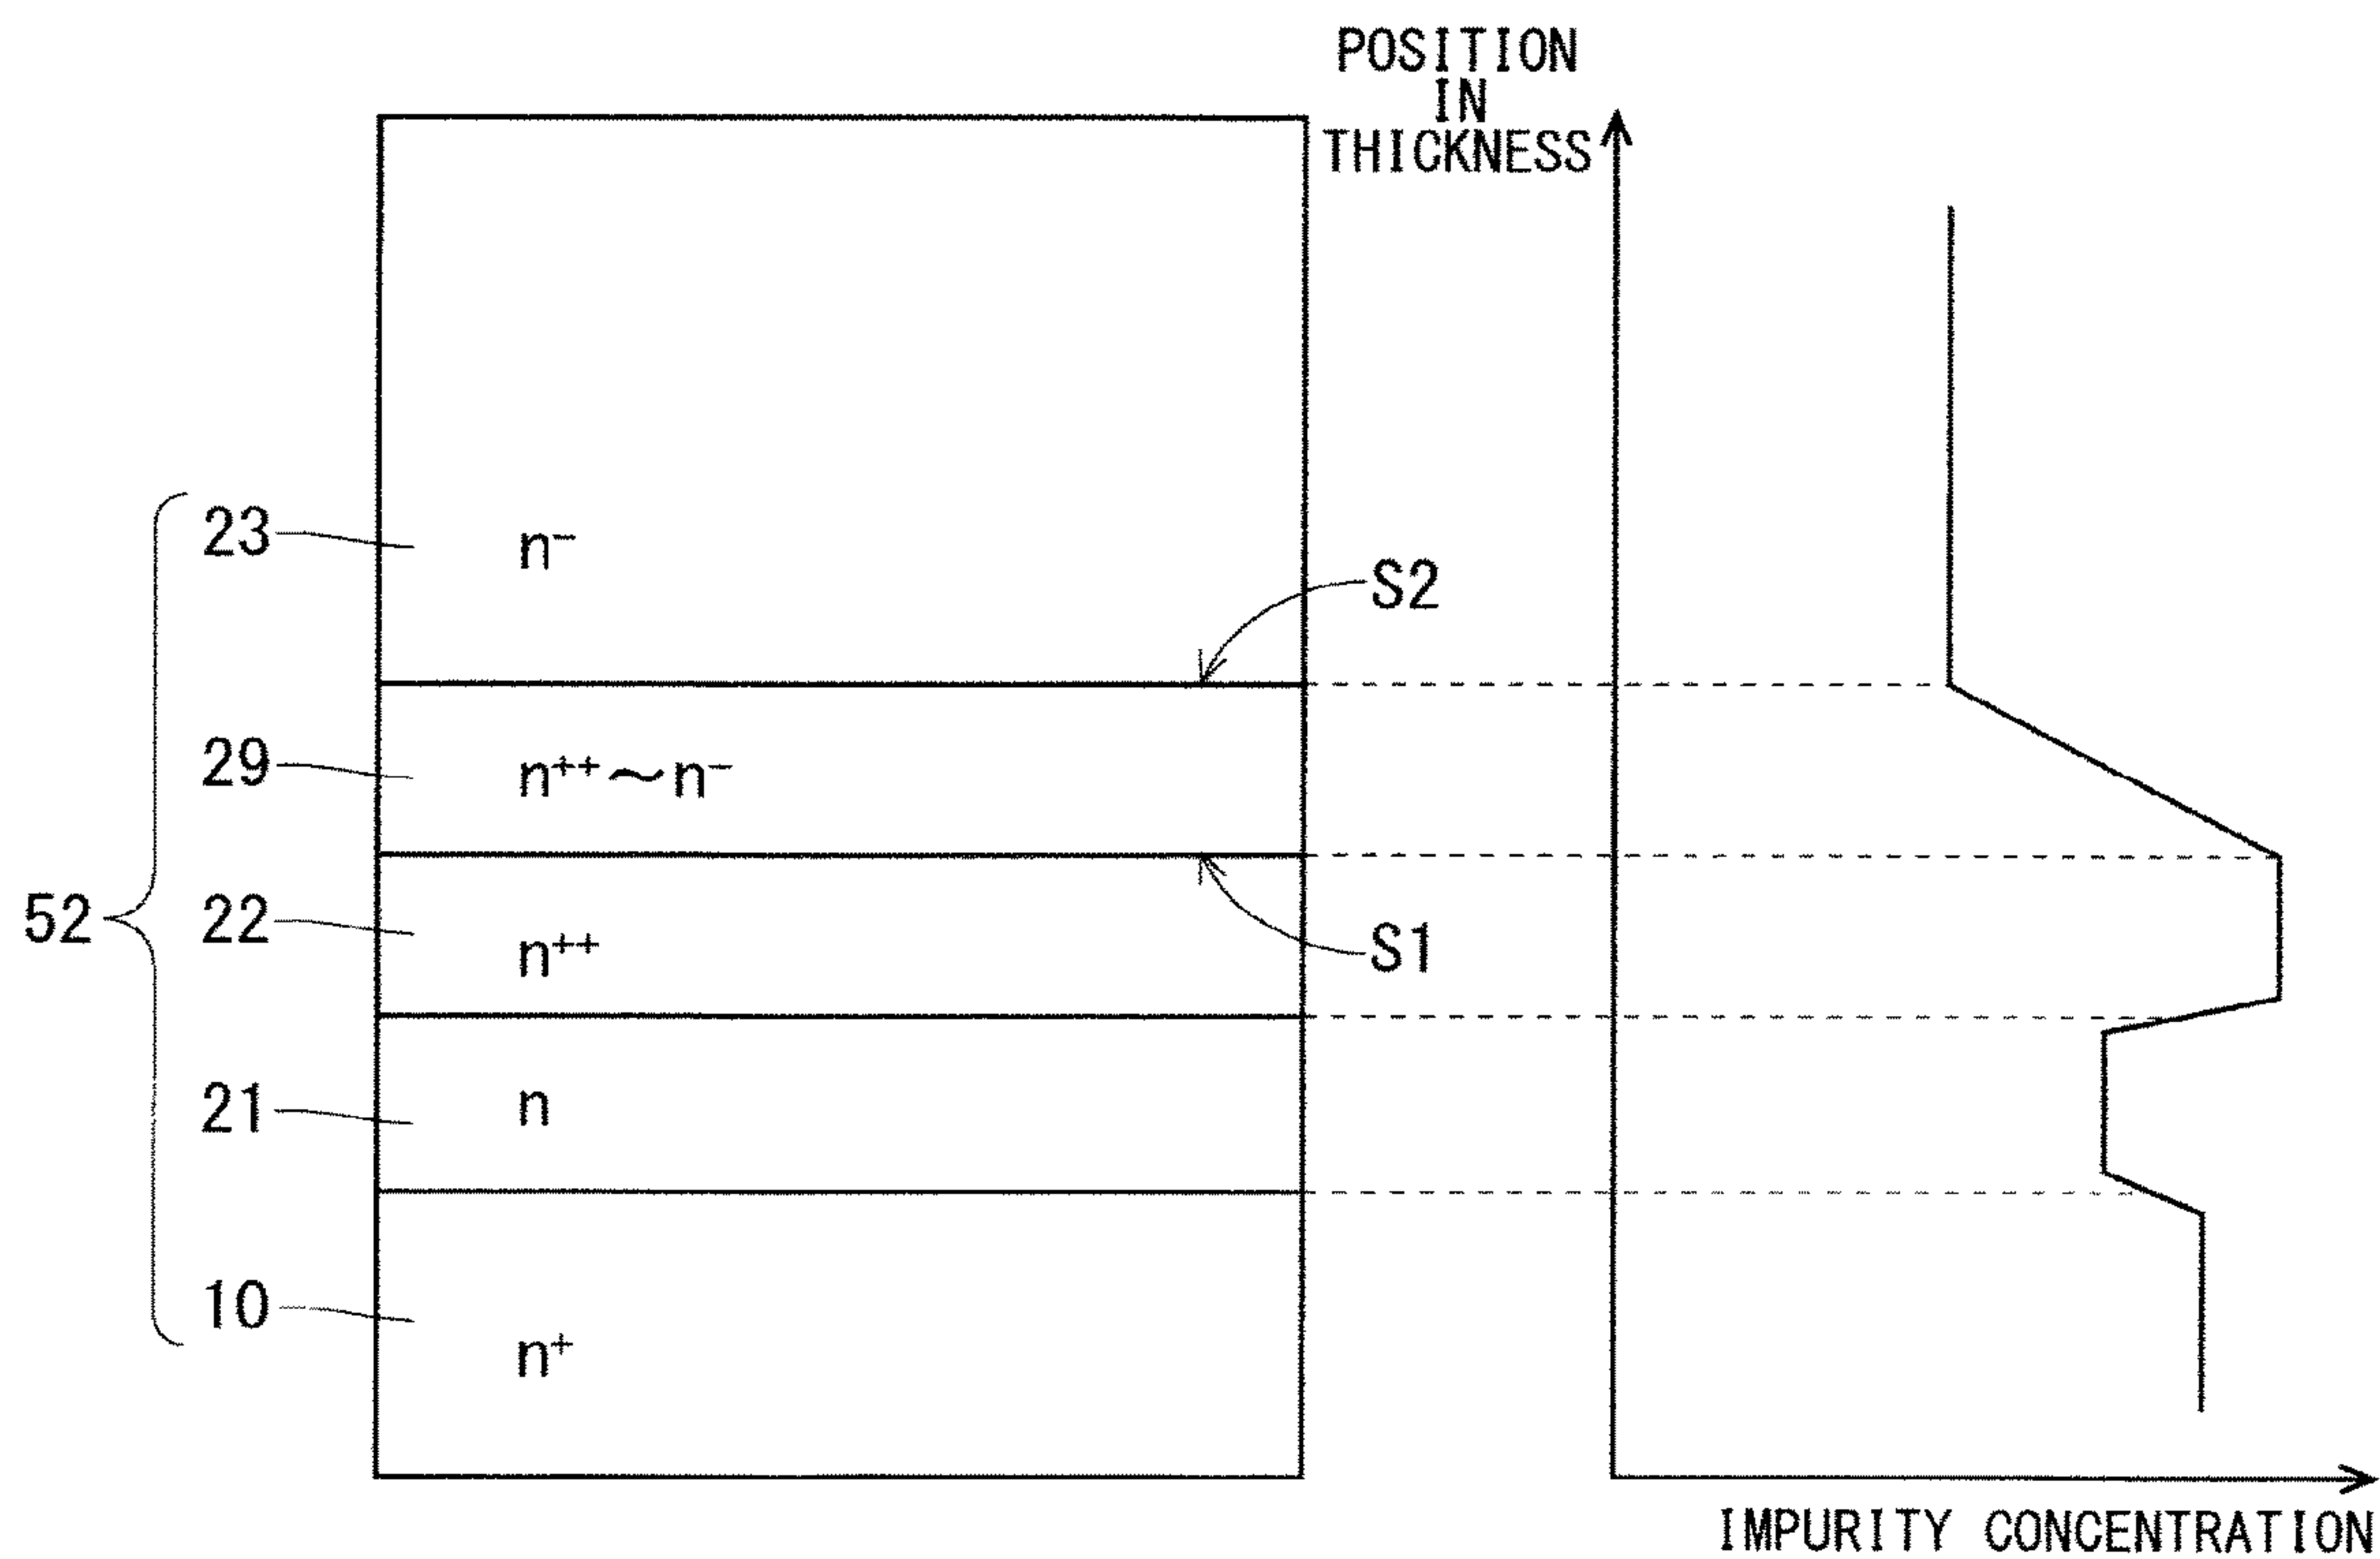 POSITION
IN
THICKNESS
23
n⁻
S2
29
n⁺⁺~n⁻
52
22
n⁺⁺
S1
21
n
10
n⁺
IMPURITY CONCENTRATION